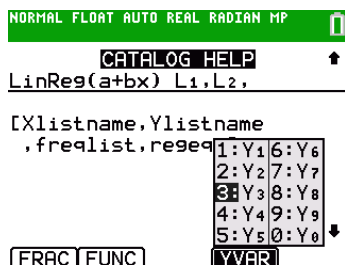 NORMAL FLOAT AUTO REAL RADIAN MP
CATALOG HELP
LinReg(a+bx) L₁,L₂,
[Xlistname,Ylistname
,freqlist,regeq
1:Y₁ 6:Y₆
2:Y₂ 7:Y₇
3:Y₃ 8:Y₈
4:Y₄ 9:Y₉
5:Y₅ 0:Y₀
FRAC FUNC YVAR